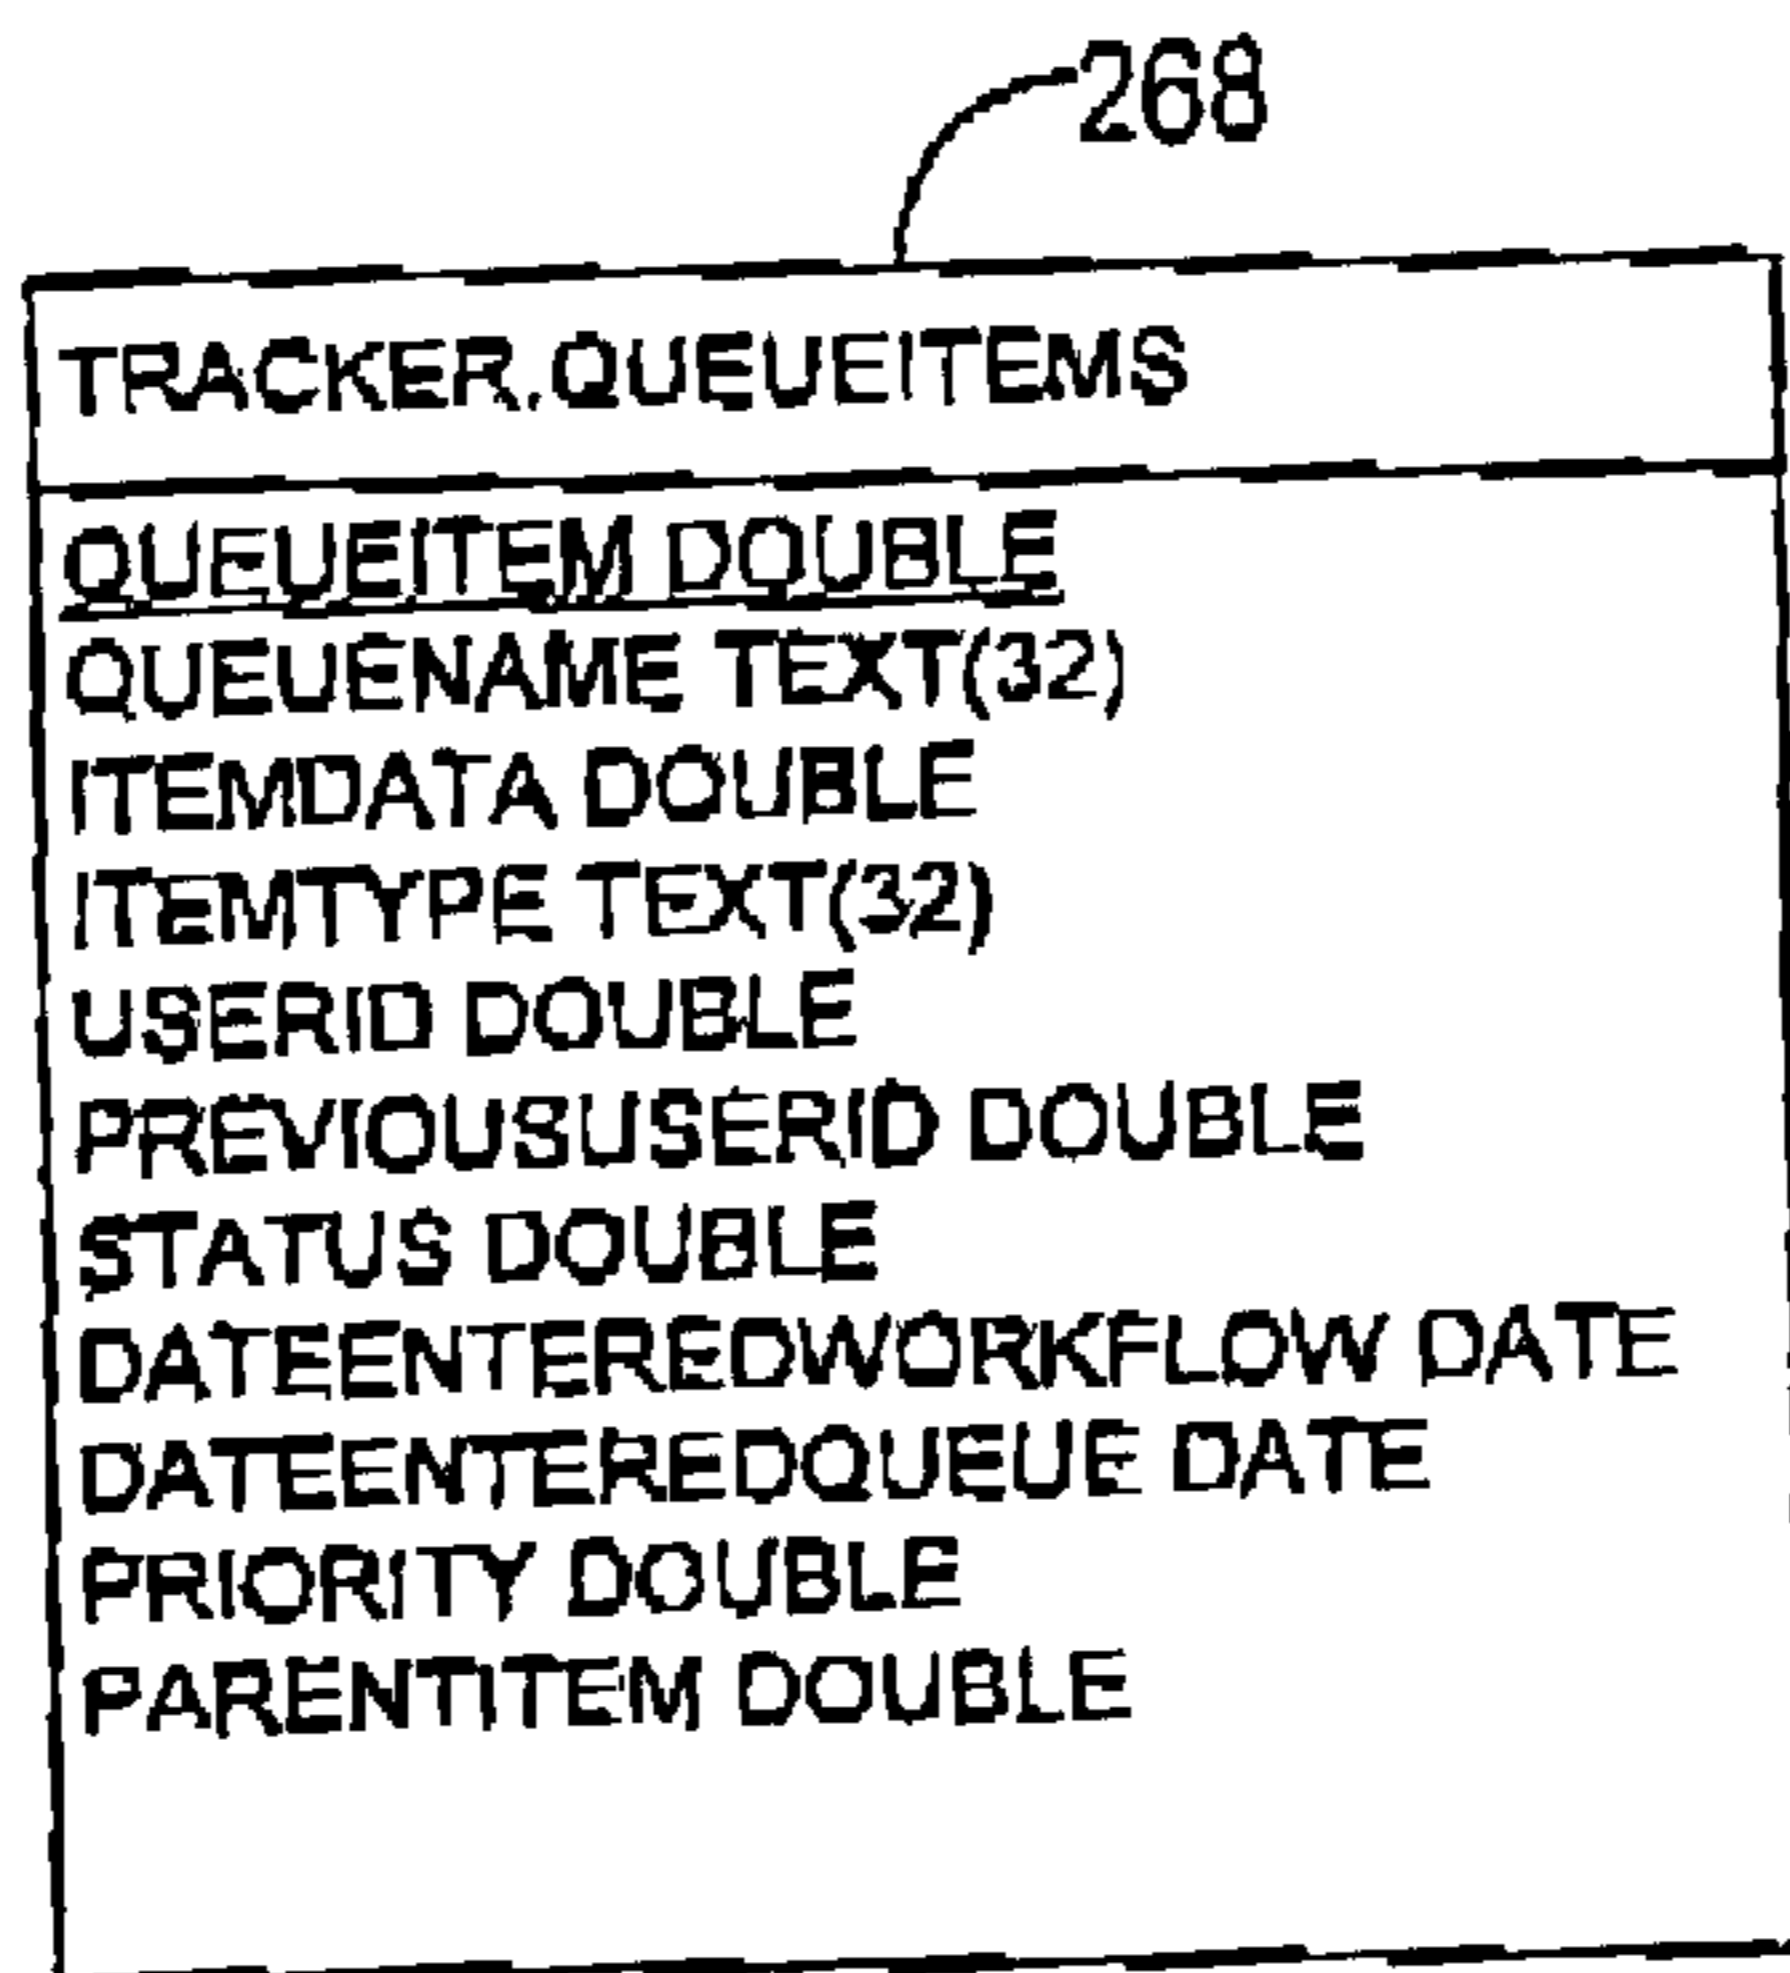 268
TRACKER.QUEUEITEMS
QUEUEITEM DOUBLE
QUEUENAME TEXT(32)
ITEMDATA DOUBLE
ITEMTYPE TEXT(32)
USERID DOUBLE
PREVIOUSUSERID DOUBLE
STATUS DOUBLE
DATEENTEREDWORKFLOW DATE
DATEENTEREDQUEUE DATE
PRIORITY DOUBLE
PARENTITEM DOUBLE